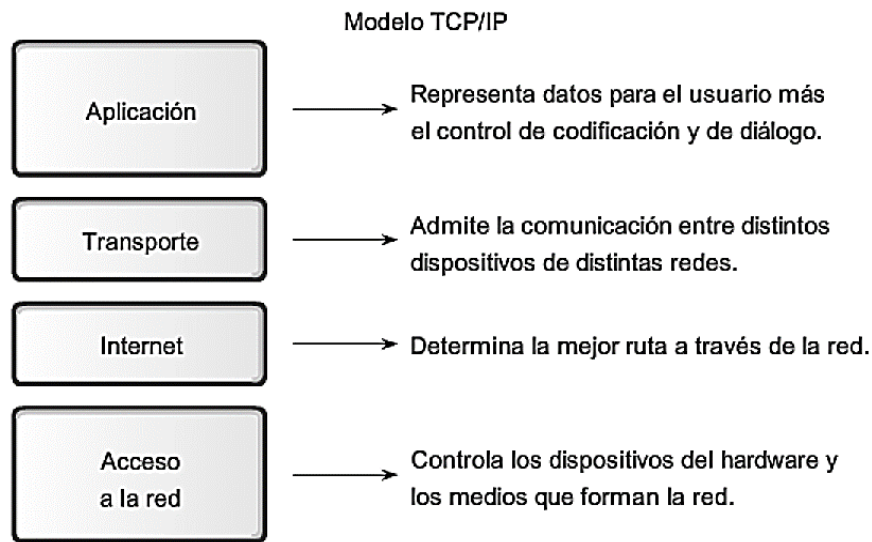 Modelo TCP/IP
Aplicación
Representa datos para el usuario más
el control de codificación y de diálogo.
Transporte
Admite la comunicación entre distintos
dispositivos de distintas redes.
Internet
Determina la mejor ruta a través de la red.
Acceso
a la red
Controla los dispositivos del hardware y
los medios que forman la red.